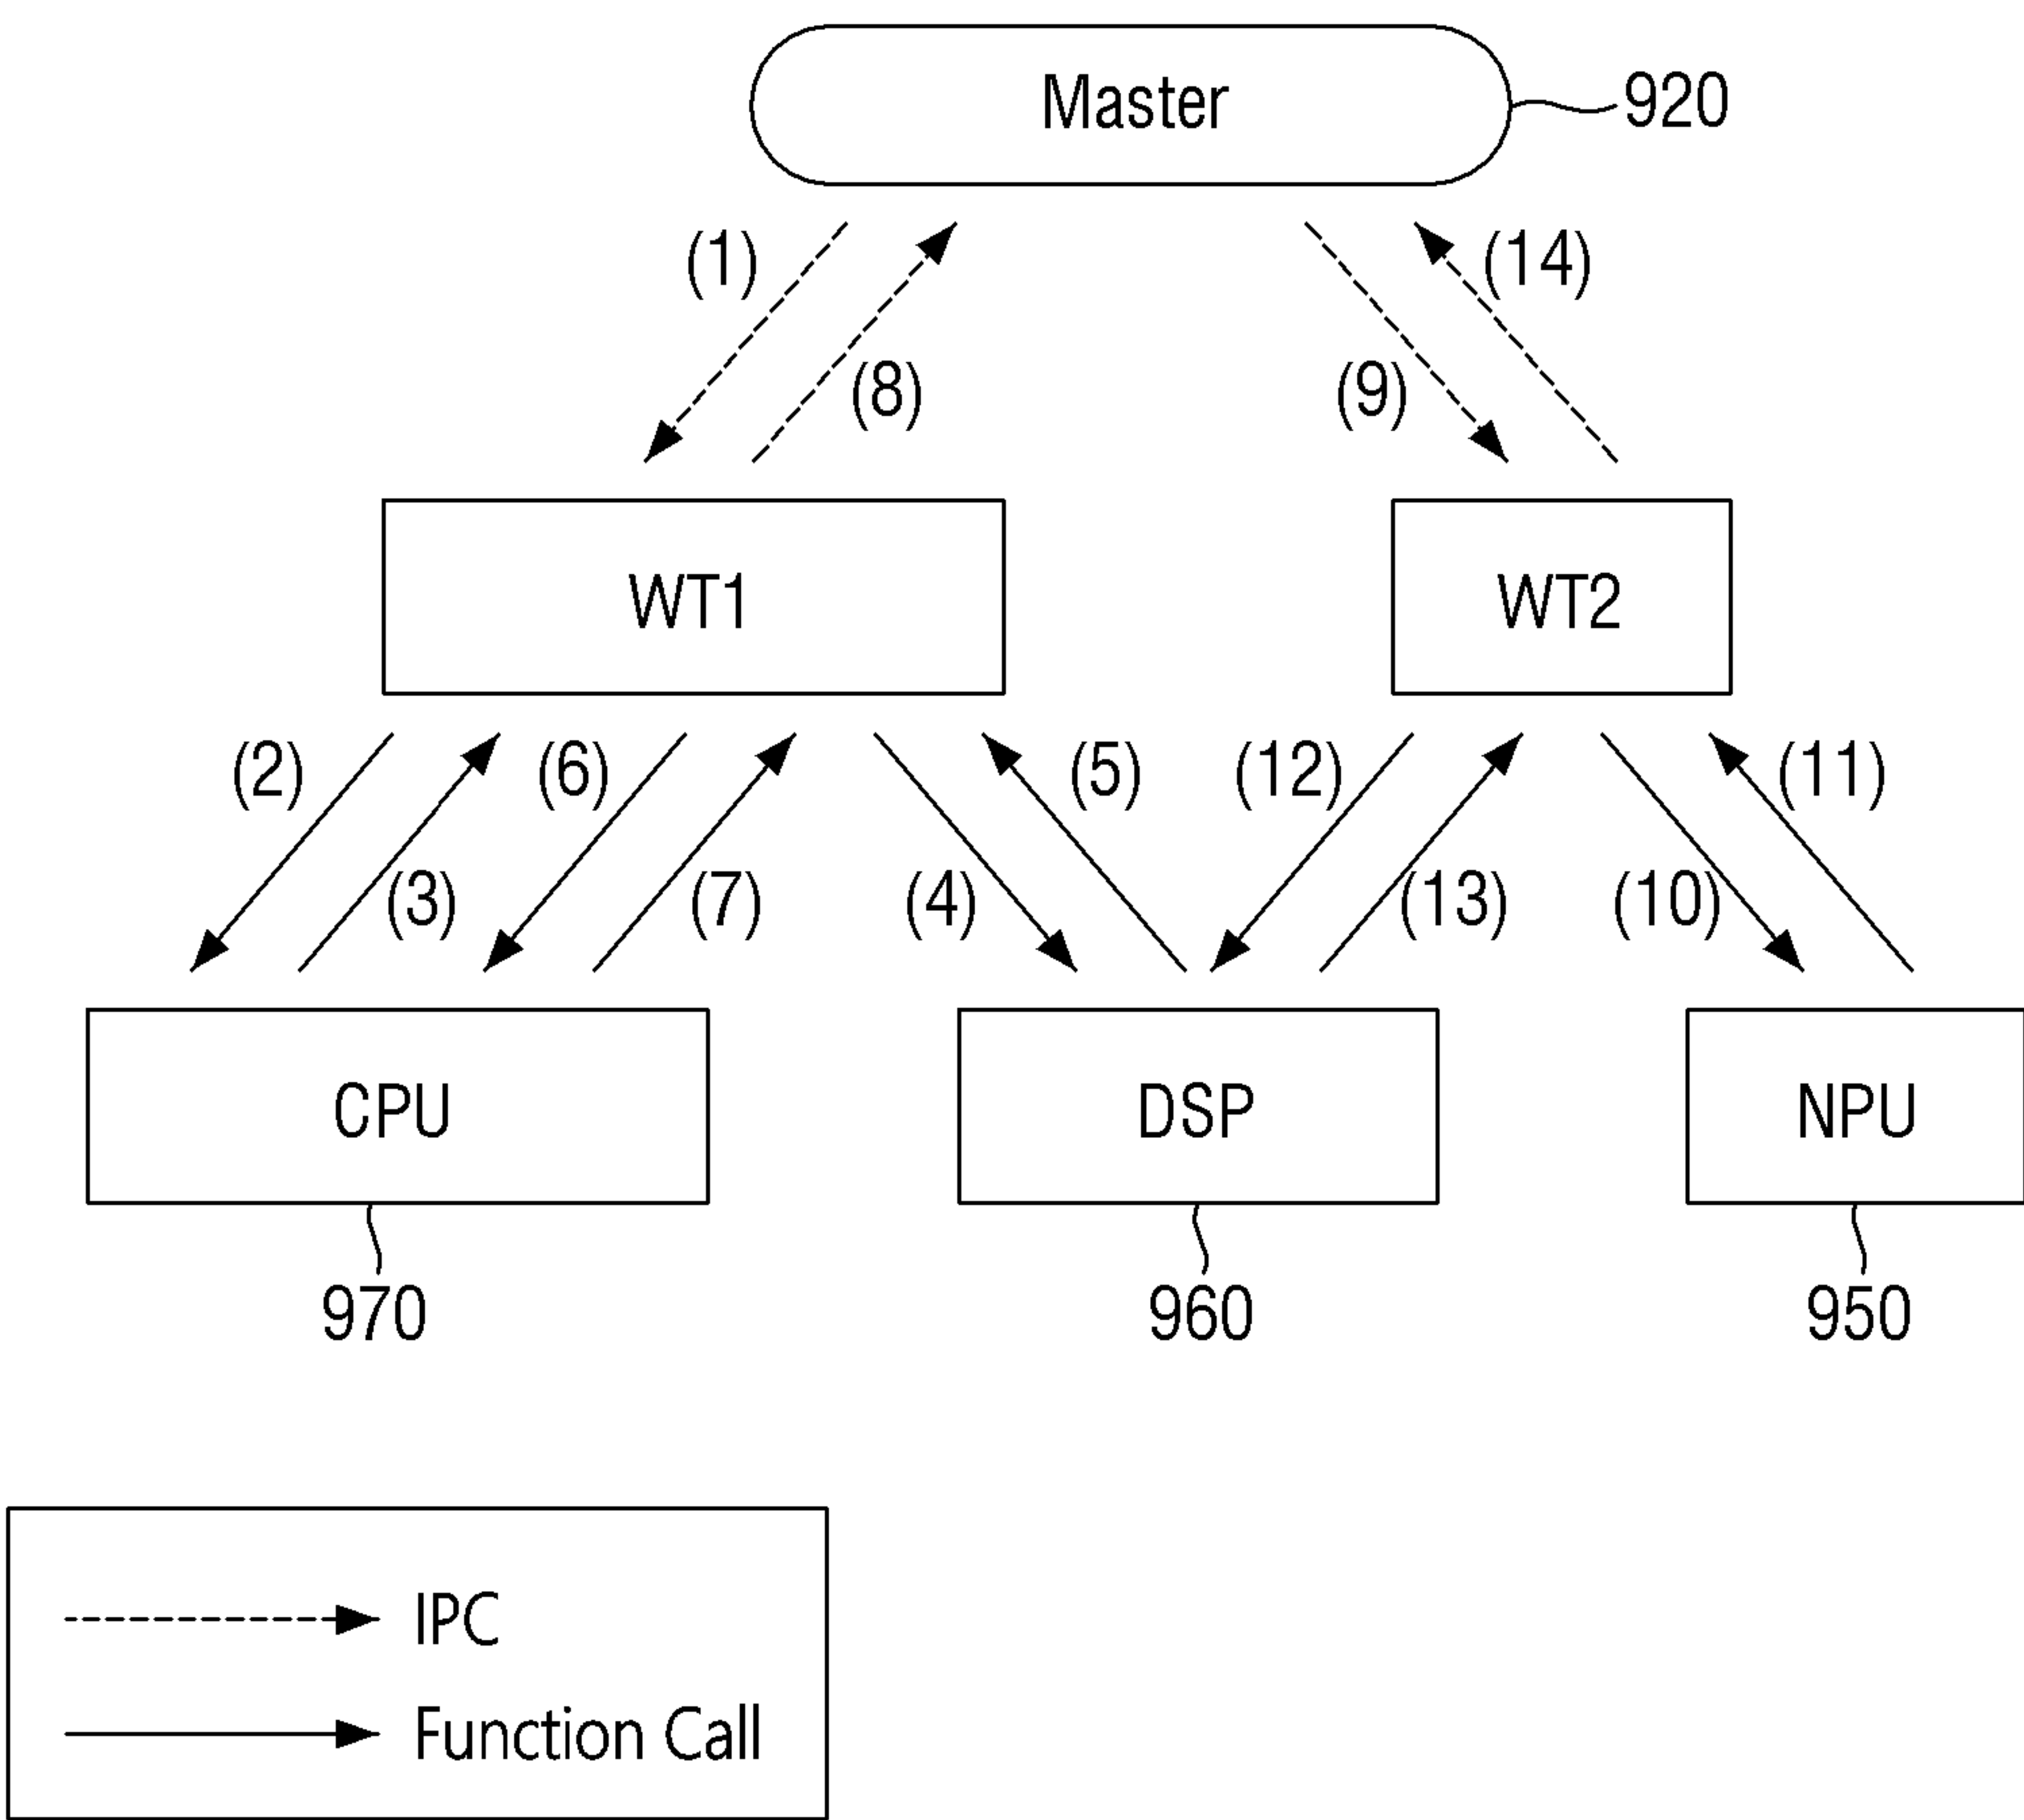 Master
920
(1)
(14)
(8)
(9)
WT1
WT2
(2)
(6)
(5)
(12)
(11)
(3)
(7)
(4)
(13)
(10)
CPU
DSP
NPU
970
960
950
IPC
Function Call